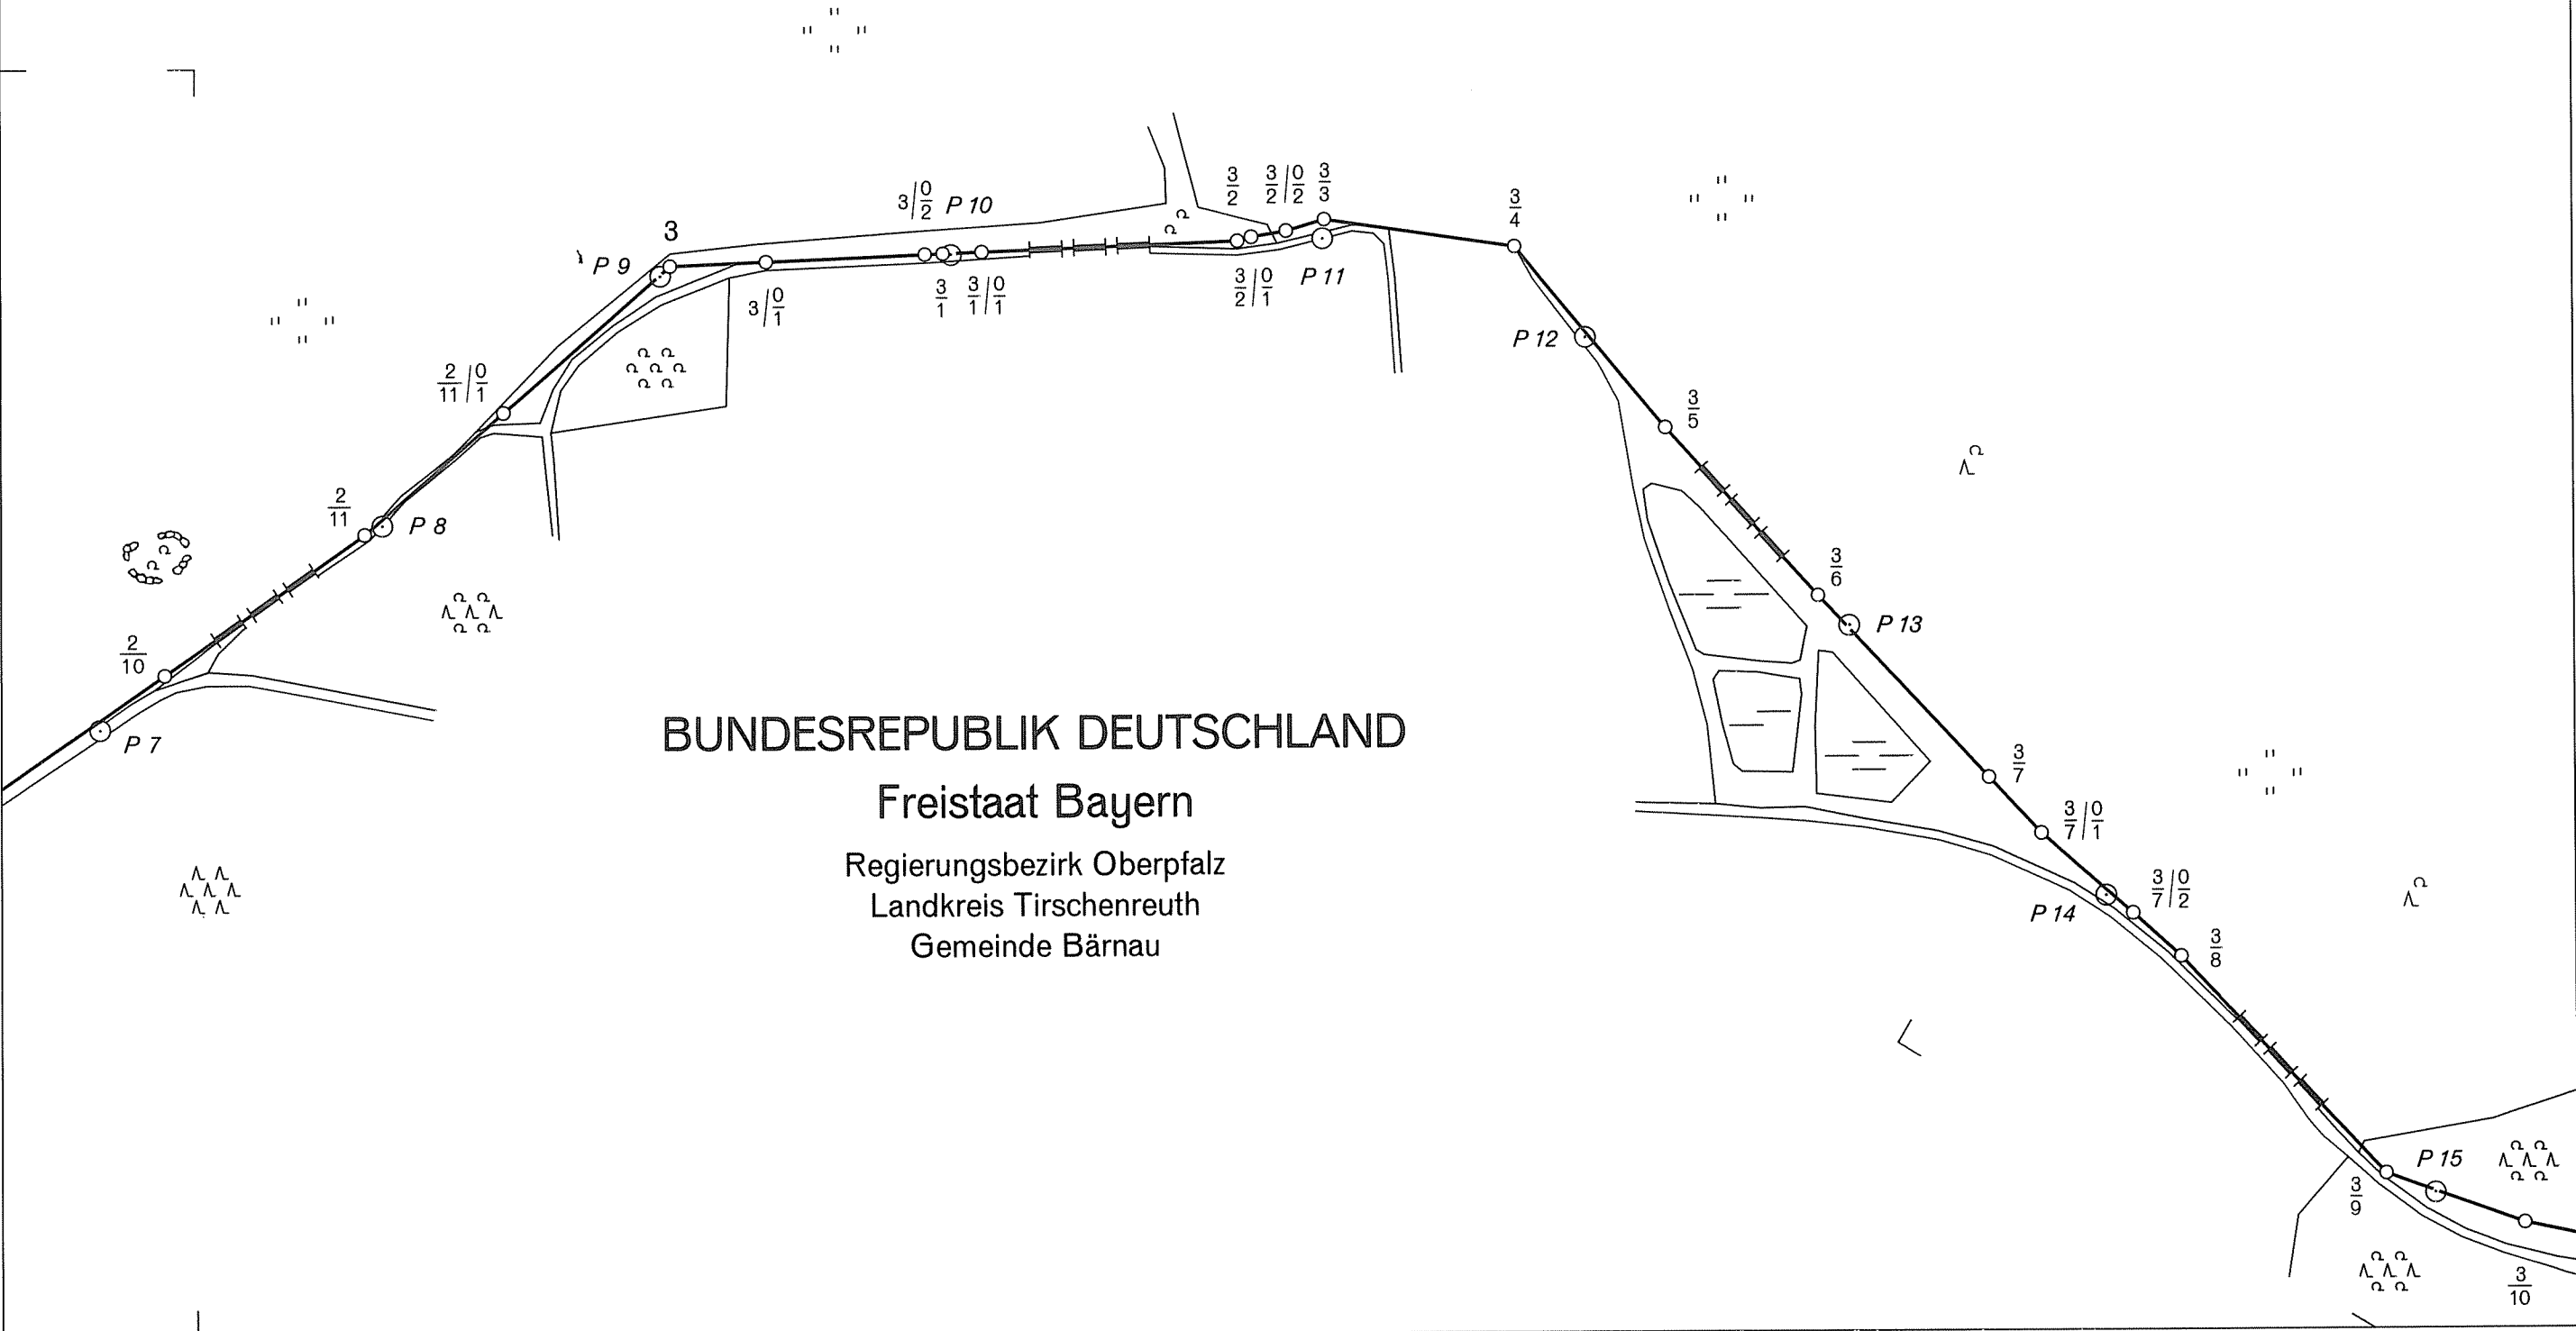 3/2
3/2|0/2
3/3
3/0/2 P 10
3/4
3
P 9
3/2|0/1
P 11
3/1
3/1|0/1
3|0/1
P 12
2/11|0/1
3/5
2/11
P 8
3/6
P 13
2/10
P 7
BUNDESREPUBLIK DEUTSCHLAND
Freistaat Bayern
Regierungsbezirk Oberpfalz
Landkreis Tirschenreuth
Gemeinde Bärnau
3/7
3/7/0/1
3/7|0/2
P 14
3/8
P 15
3/9
3/10